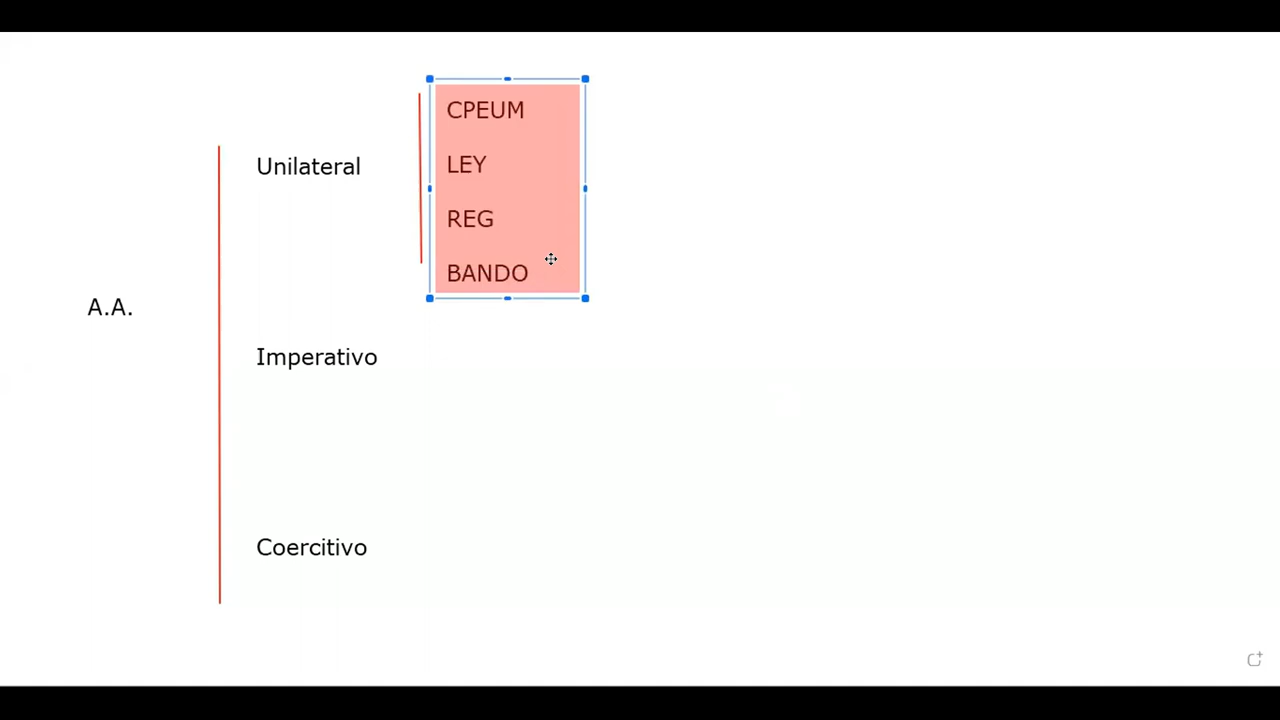 CPEUM
LEY
Unilateral
REG
BANDO
A.A.
Imperativo
Coercitivo